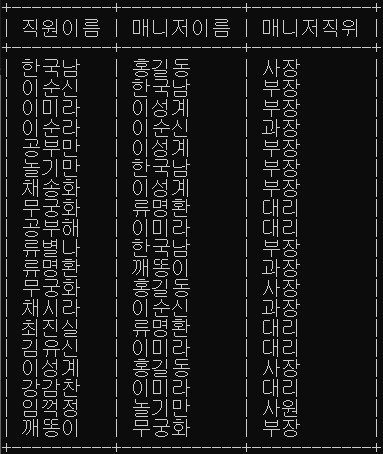 직원이름 매니저이름 매니저직위
한국남 홍길동 사장
이순신 한국남 부장
이미라 이성계 부장
이순라 이순신 과장
공부만 이성계 부장
놀기만 한국남 부장
채송화 이성계 부장
무궁화 류명환 대리
공부해 이미라 대리
류별나 한국남 부장
류명환 깨똥이 과장
무궁화 홍길동 사장
채시라 이순신 과장
최진실 류명환 대리
김유신 이미라 대리
이성계 홍길동 사장
강감찬 이미라 대리
임꺽정 놀기만 사원
깨똥이 무궁화 부장